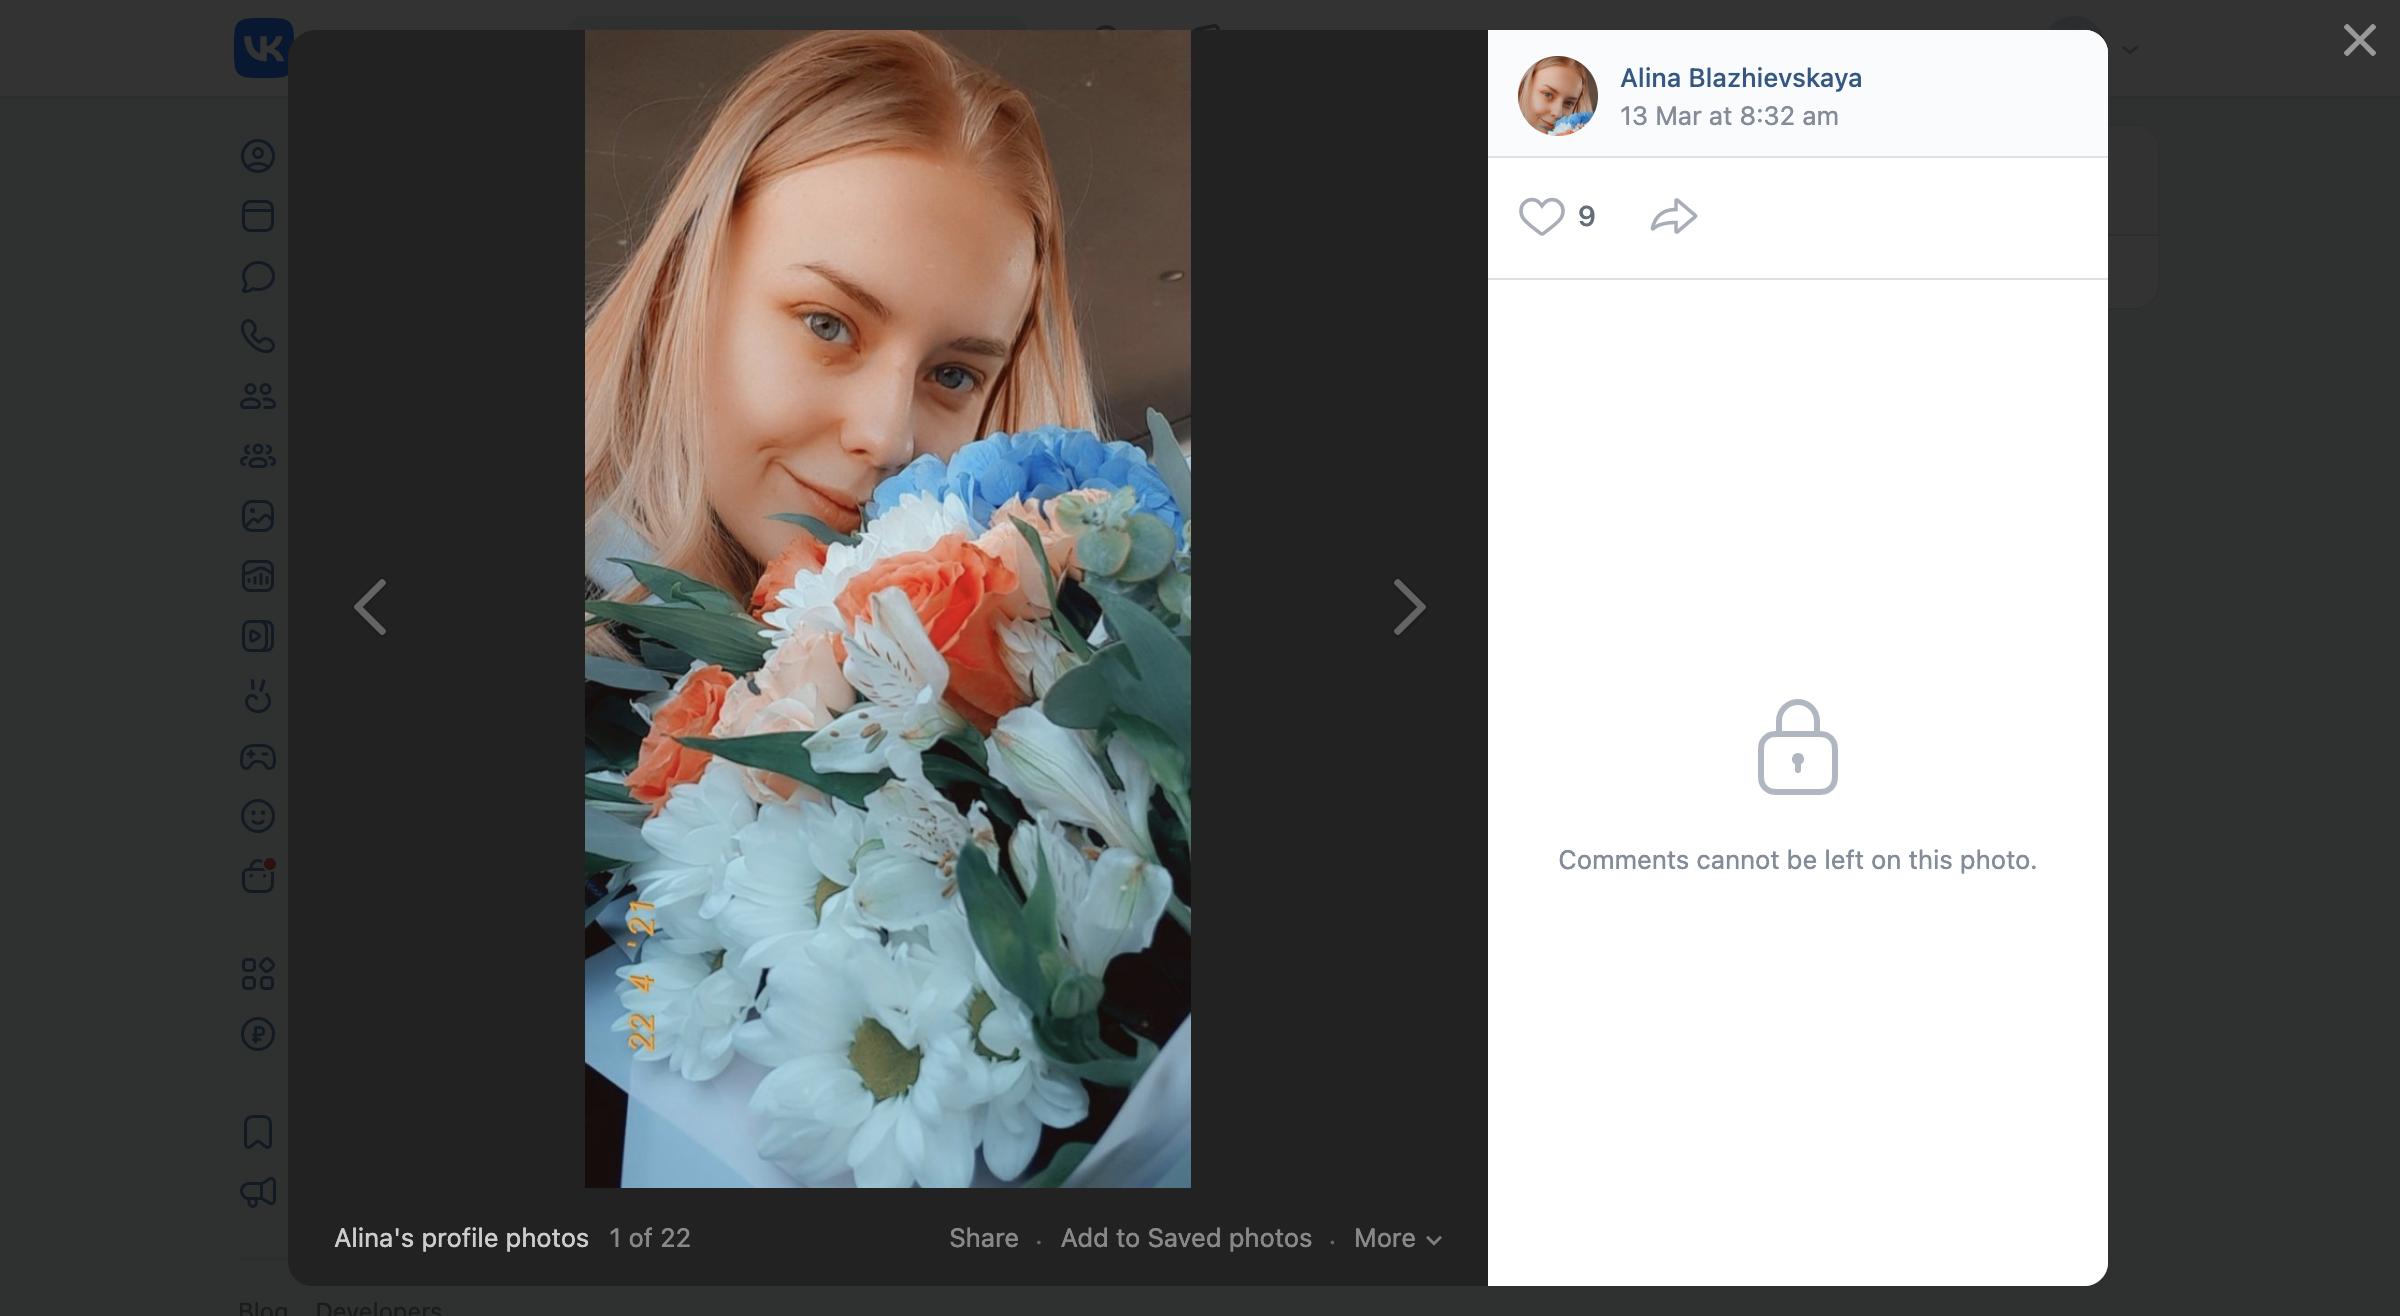 VK
Alina Blazhievskaya
13 Mar at 8:32 am
9
Comments cannot be left on this photo.
22 4 '21
Alina's profile photos 1 of 22
Share · Add to Saved photos · More
Blog Developers